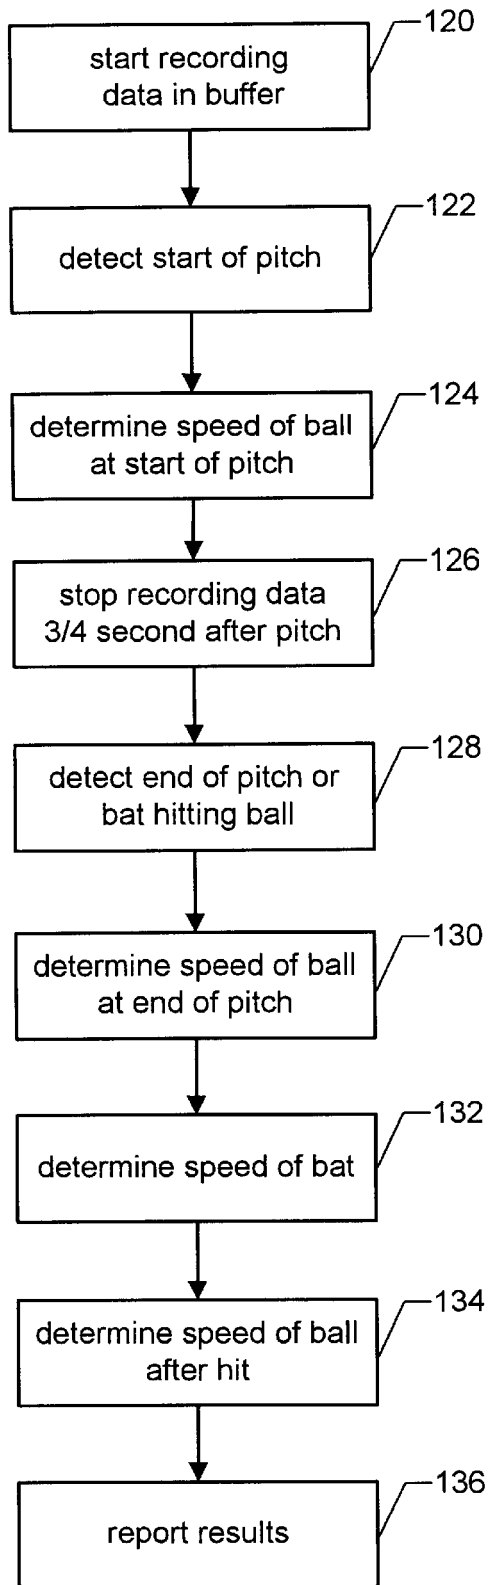 120
start recording
data in buffer
122
detect start of pitch
124
determine speed of ball
at start of pitch
126
stop recording data
3/4 second after pitch
128
detect end of pitch or
bat hitting ball
130
determine speed of ball
at end of pitch
132
determine speed of bat
134
determine speed of ball
after hit
136
report results